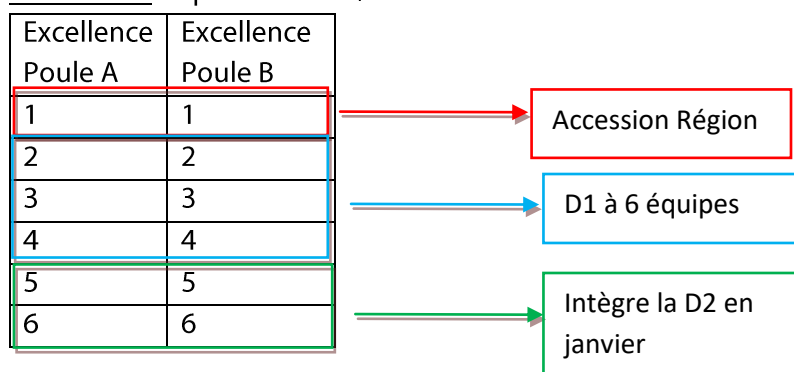 Excellence Excellence
Poule A Poule B
1 1
Accession Région
2 2
3 3
D1 à 6 équipes
4 4
5 5
Intègre la D2 en
6 6
janvier